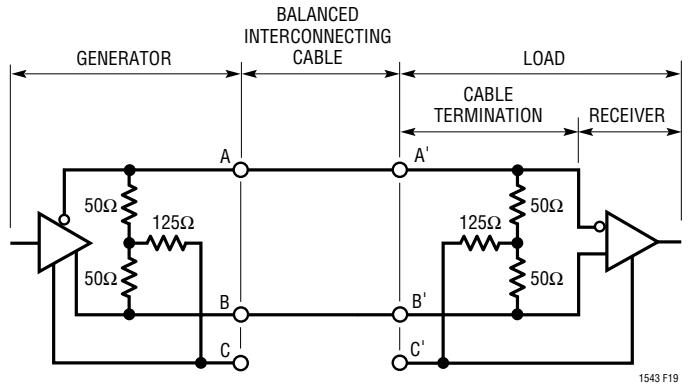 BALANCED
INTERCONNECTING
CABLE
GENERATOR
LOAD
CABLE
TERMINATION
RECEIVER
A
A'
50Ω
125Ω
50Ω
125Ω
50Ω
50Ω
B
B'
C
C'
1543 F19